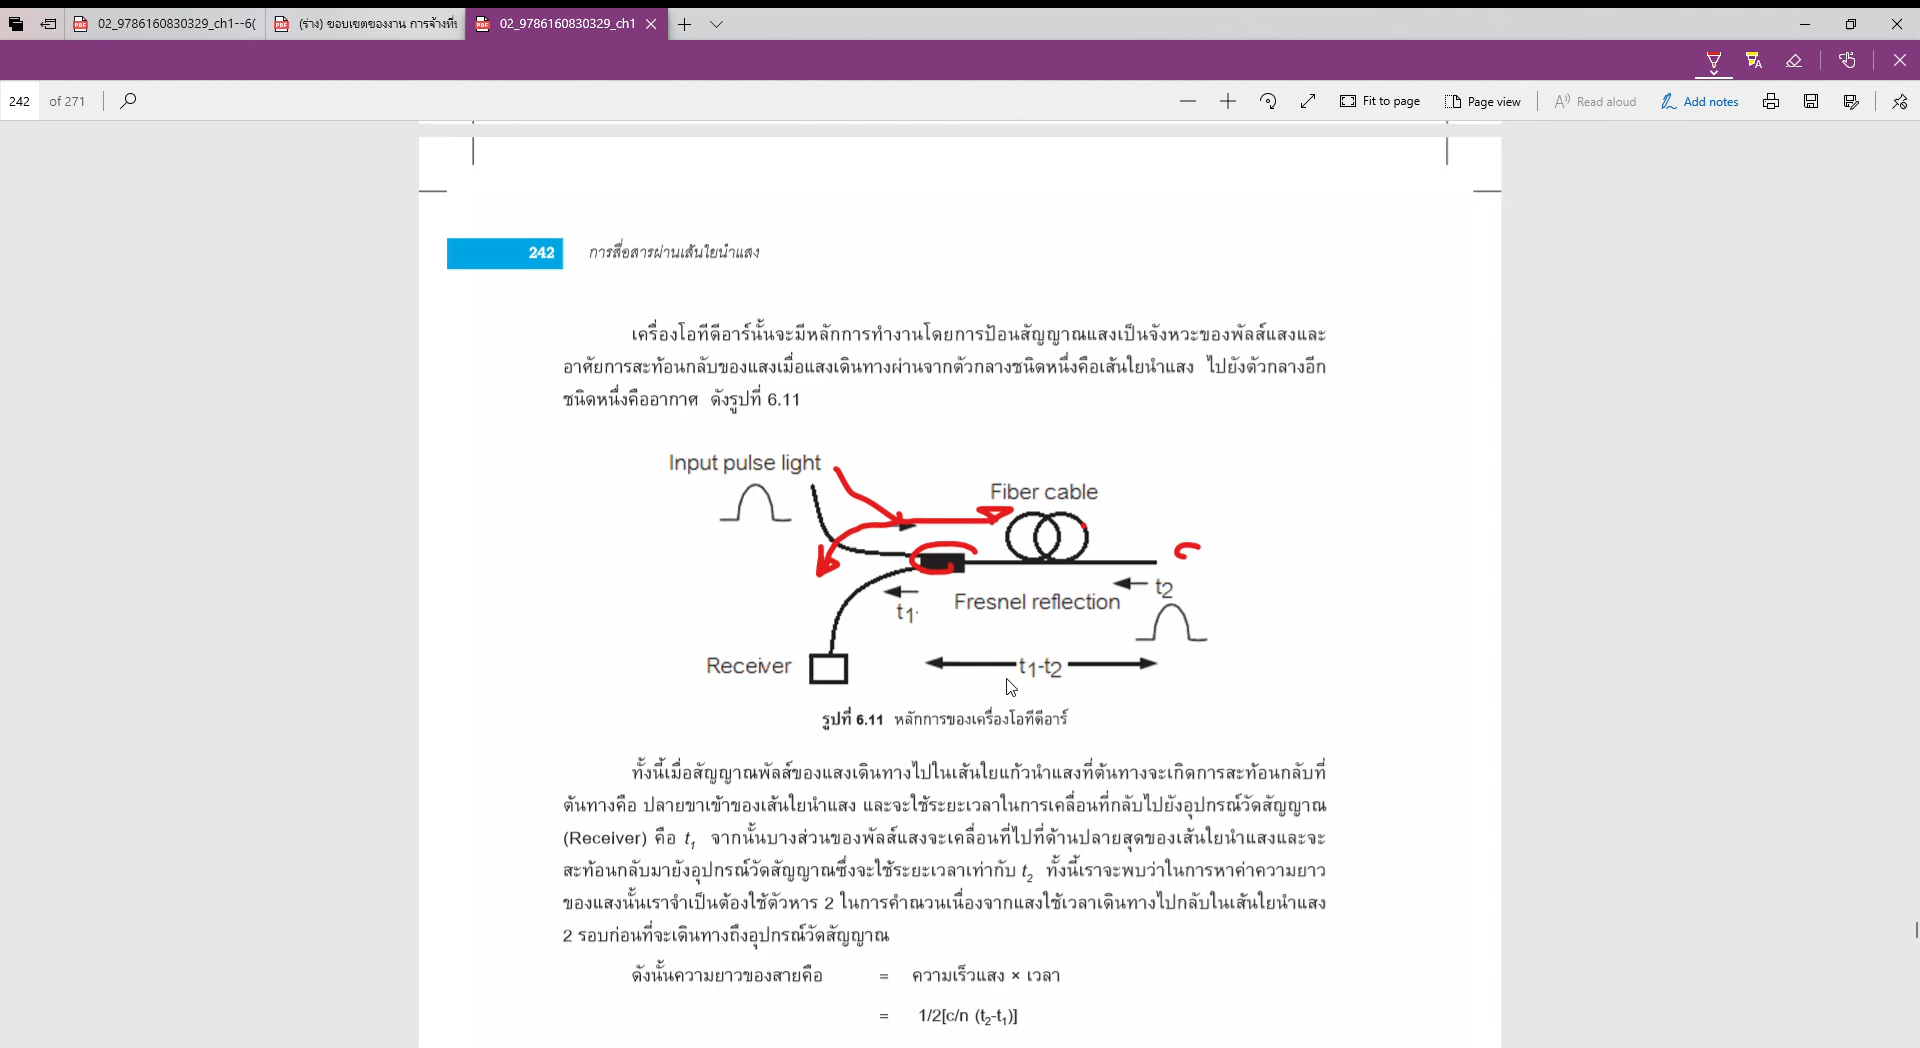 02_9786160830329_ch1--6(
(ร่าง) ขอบเขตของงาน การจ้างที่ป
02_9786160830329_ch1
242 of 271
Fit to page
Page view
Read aloud
Add notes
242 การสื่อสารผ่านเส้นใยนำแสง
เครื่องโอทีดีอาร์นั้นจะมีหลักการทำงานโดยการป้อนสัญญาณแสงเป็นจังหวะของพัลส์แสงและ
อาศัยการสะท้อนกลับของแสงเมื่อแสงเดินทางผ่านจากตัวกลางชนิดหนึ่งคือเส้นใยนำแสง ไปยังตัวกลางอีก
ชนิดหนึ่งคืออากาศ ดังรูปที่ 6.11
Input pulse light
Fiber cable
t2
Fresnel reflection
t1.
Receiver
t1-t2
รูปที่ 6.11 หลักการของเครื่องโอทีดีอาร์
ทั้งนี้เมื่อสัญญาณพัลส์ของแสงเดินทางไปในเส้นใยแก้วนำแสงที่ต้นทางจะเกิดการสะท้อนกลับที่
ต้นทางคือ ปลายขาเข้าของเส้นใยนำแสง และจะใช้ระยะเวลาในการเคลื่อนที่กลับไปยังอุปกรณ์วัดสัญญาณ
(Receiver) คือ t1 จากนั้นบางส่วนของพัลส์แสงจะเคลื่อนที่ไปที่ด้านปลายสุดของเส้นใยนำแสงและจะ
สะท้อนกลับมายังอุปกรณ์วัดสัญญาณซึ่งจะใช้ระยะเวลาเท่ากับ t2 ทั้งนี้เราจะพบว่าในการหาค่าความยาว
ของแสงนั้นเราจำเป็นต้องใช้ตัวหาร 2 ในการคำณวนเนื่องจากแสงใช้เวลาเดินทางไปกลับในเส้นใยนำแสง
2 รอบก่อนที่จะเดินทางถึงอุปกรณ์วัดสัญญาณ
ดังนั้นความยาวของสายคือ = ความเร็วแสง × เวลา
= 1/2[c/n (t2-t1)]